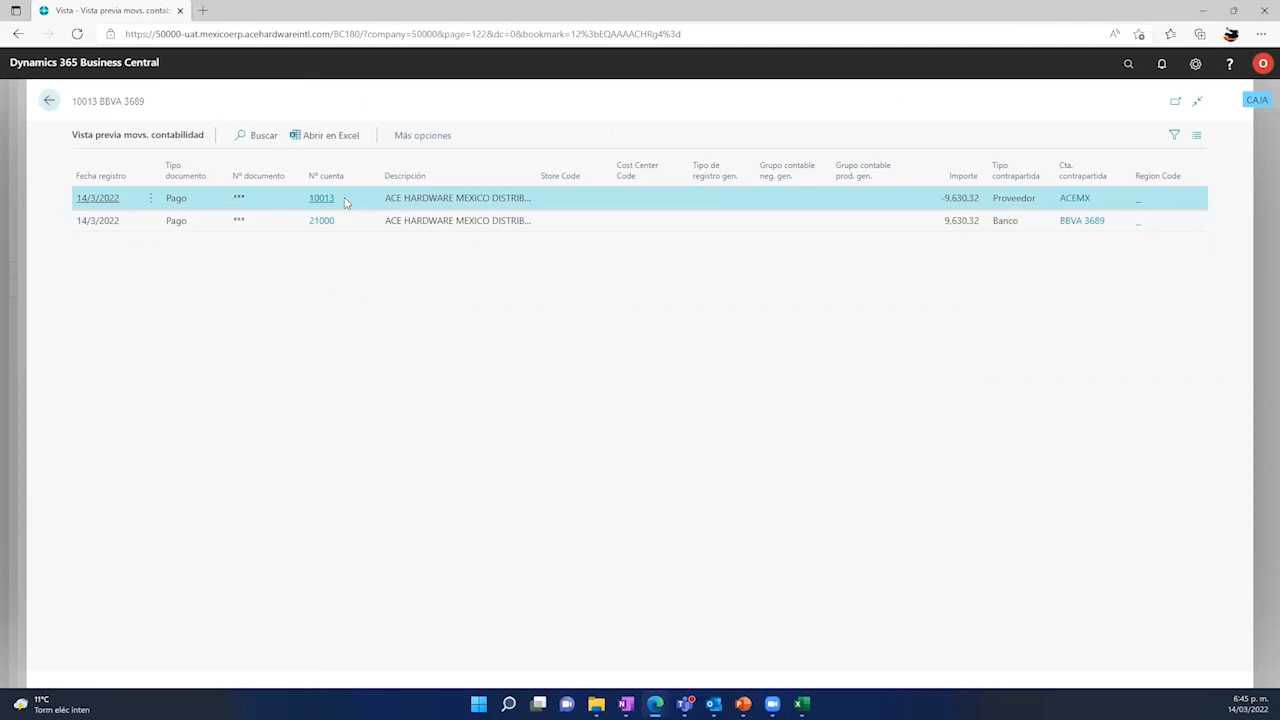 Vista - Vista previa movs. contab
https://50000-uat.mexicoerp.acehardwareintl.com/BC180/?company=50000&page=122&dc=0&bookmark=12%3bEQAAAACHRg4%3d
Dynamics 365 Business Central
O
10013 BBVA 3689
CAJA
Vista previa movs. contabilidad Buscar Abrir en Excel Más opciones
Fecha registro Tipo documento Nº documento Nº cuenta Descripción Store Code Cost Center Code Tipo de registro gen. Grupo contable neg. gen. Grupo contable prod. gen. Importe Tipo contrapartida Cta. contrapartida Region Code
14/3/2022 Pago *** 10013 ACE HARDWARE MEXICO DISTRIB... -9,630.32 Proveedor ACEMX _
14/3/2022 Pago *** 21000 ACE HARDWARE MEXICO DISTRIB... 9,630.32 Banco BBVA 3689 _
11°C
Torm eléc inten
6:45 p. m.
14/03/2022